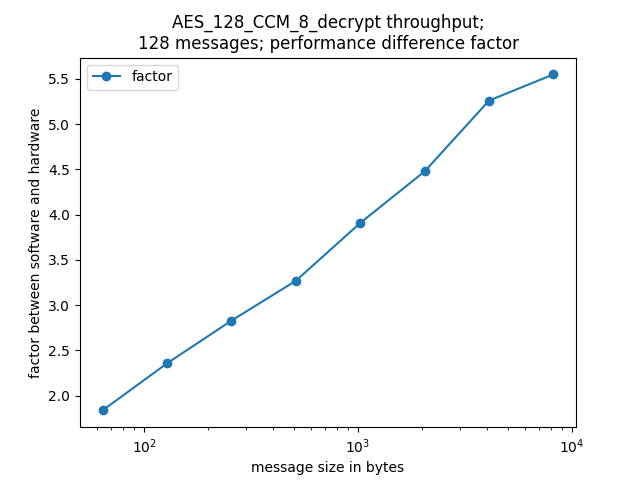 AES_128_CCM_8_decrypt throughput;
128 messages; performance difference factor
factor
factor between software and hardware
5.5
5.0
4.5
4.0
3.5
3.0
2.5
2.0
10²
10³
10⁴
message size in bytes